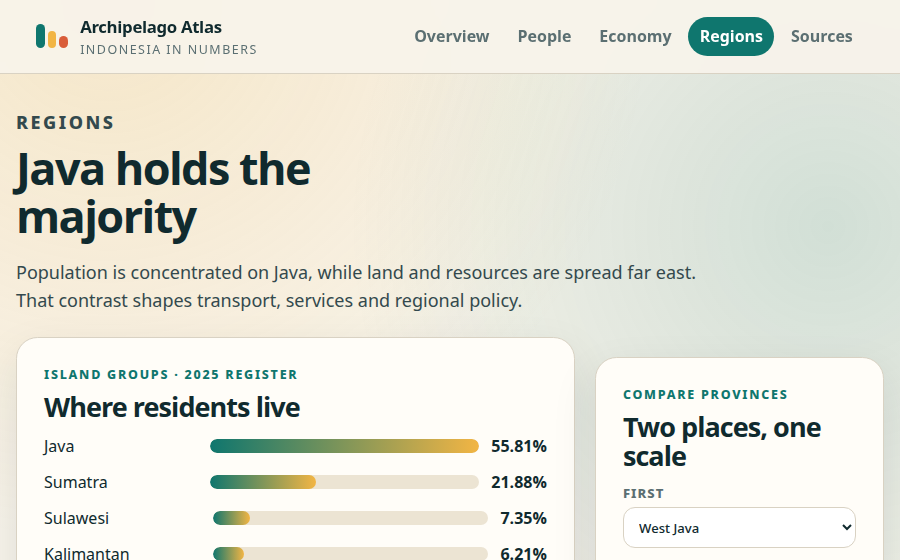 Archipelago Atlas
INDONESIA IN NUMBERS
Overview People Economy Regions Sources
REGIONS
Java holds the
majority
Population is concentrated on Java, while land and resources are spread far east.
That contrast shapes transport, services and regional policy.
ISLAND GROUPS · 2025 REGISTER
Where residents live
Java 55.81%
Sumatra 21.88%
Sulawesi 7.35%
Kalimantan 6.21%
COMPARE PROVINCES
Two places, one
scale
FIRST
West Java